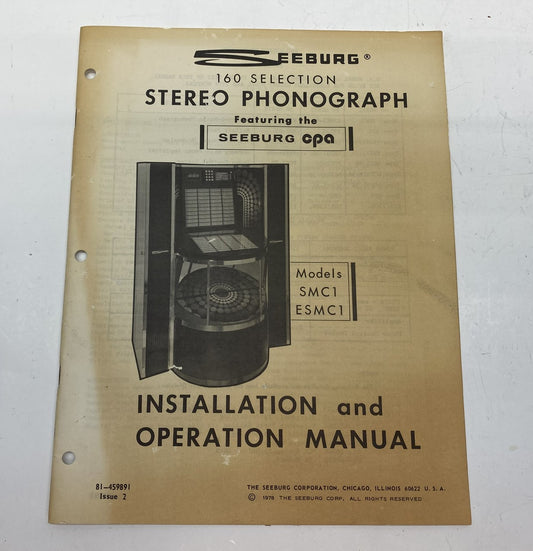 SEEBURG®
160 SELECTION
STEREO PHONOGRAPH
Featuring the
SEEBURG cpa
Models
SMC1
ESMC1
INSTALLATION and
OPERATION MANUAL
81-459891
Issue 2
THE SEEBURG CORPORATION, CHICAGO, ILLINOIS 60622 U. S. A.
© 1978 THE SEEBURG CORP., ALL RIGHTS RESERVED